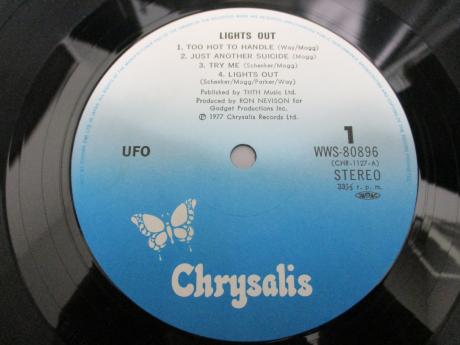 LIGHTS OUT
1. TOO HOT TO HANDLE (Way/Mogg)
2. JUST ANOTHER SUICIDE (Mogg)
3. TRY ME (Schenker/Mogg)
4. LIGHTS OUT
(Schenker/Mogg/Parker/Way)
Published by THTH Music Ltd.
Produced by RON NEVISON for
Gadget Productions Inc.
Ⓟ 1977 Chrysalis Records Ltd.
UFO
1
WWS-80896
(CHR-1127-A)
STEREO
33⅓ r.p.m.
Chrysalis